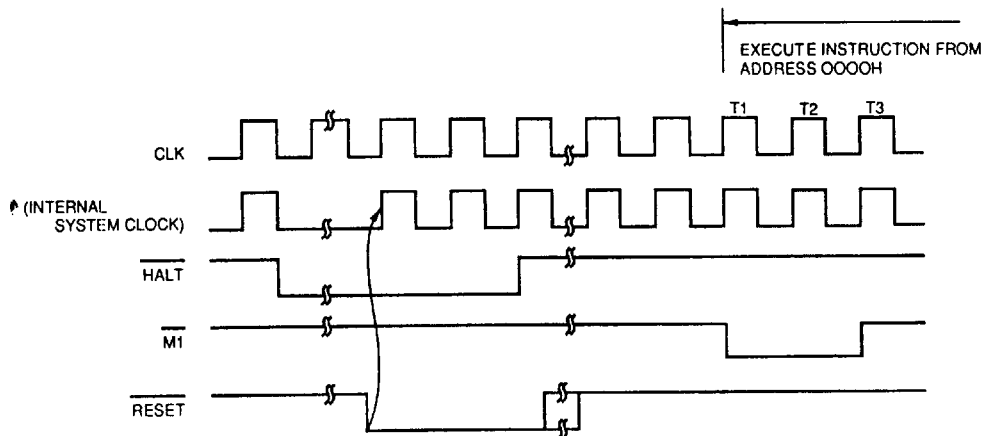 EXECUTE INSTRUCTION FROM
ADDRESS OOOOH
T1 T2 T3
CLK
(INTERNAL
SYSTEM CLOCK)
HALT
M1
RESET